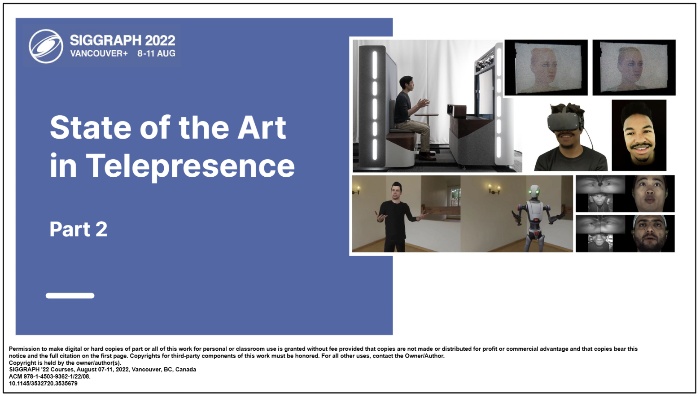 SIGGRAPH 2022
VANCOUVER+ 8-11 AUG
State of the Art
in Telepresence
Part 2
Permission to make digital or hard copies of part or all of this work for personal or classroom use is granted without fee provided that copies are not made or distributed for profit or commercial advantage and that copies bear this
notice and the full citation on the first page. Copyrights for third-party components of this work must be honored. For all other uses, contact the Owner/Author.
Copyright is held by the owner/author(s).
SIGGRAPH '22 Courses, August 07-11, 2022, Vancouver, BC, Canada
ACM 978-1-4503-9362-1/22/08.
10.1145/3532720.3535679